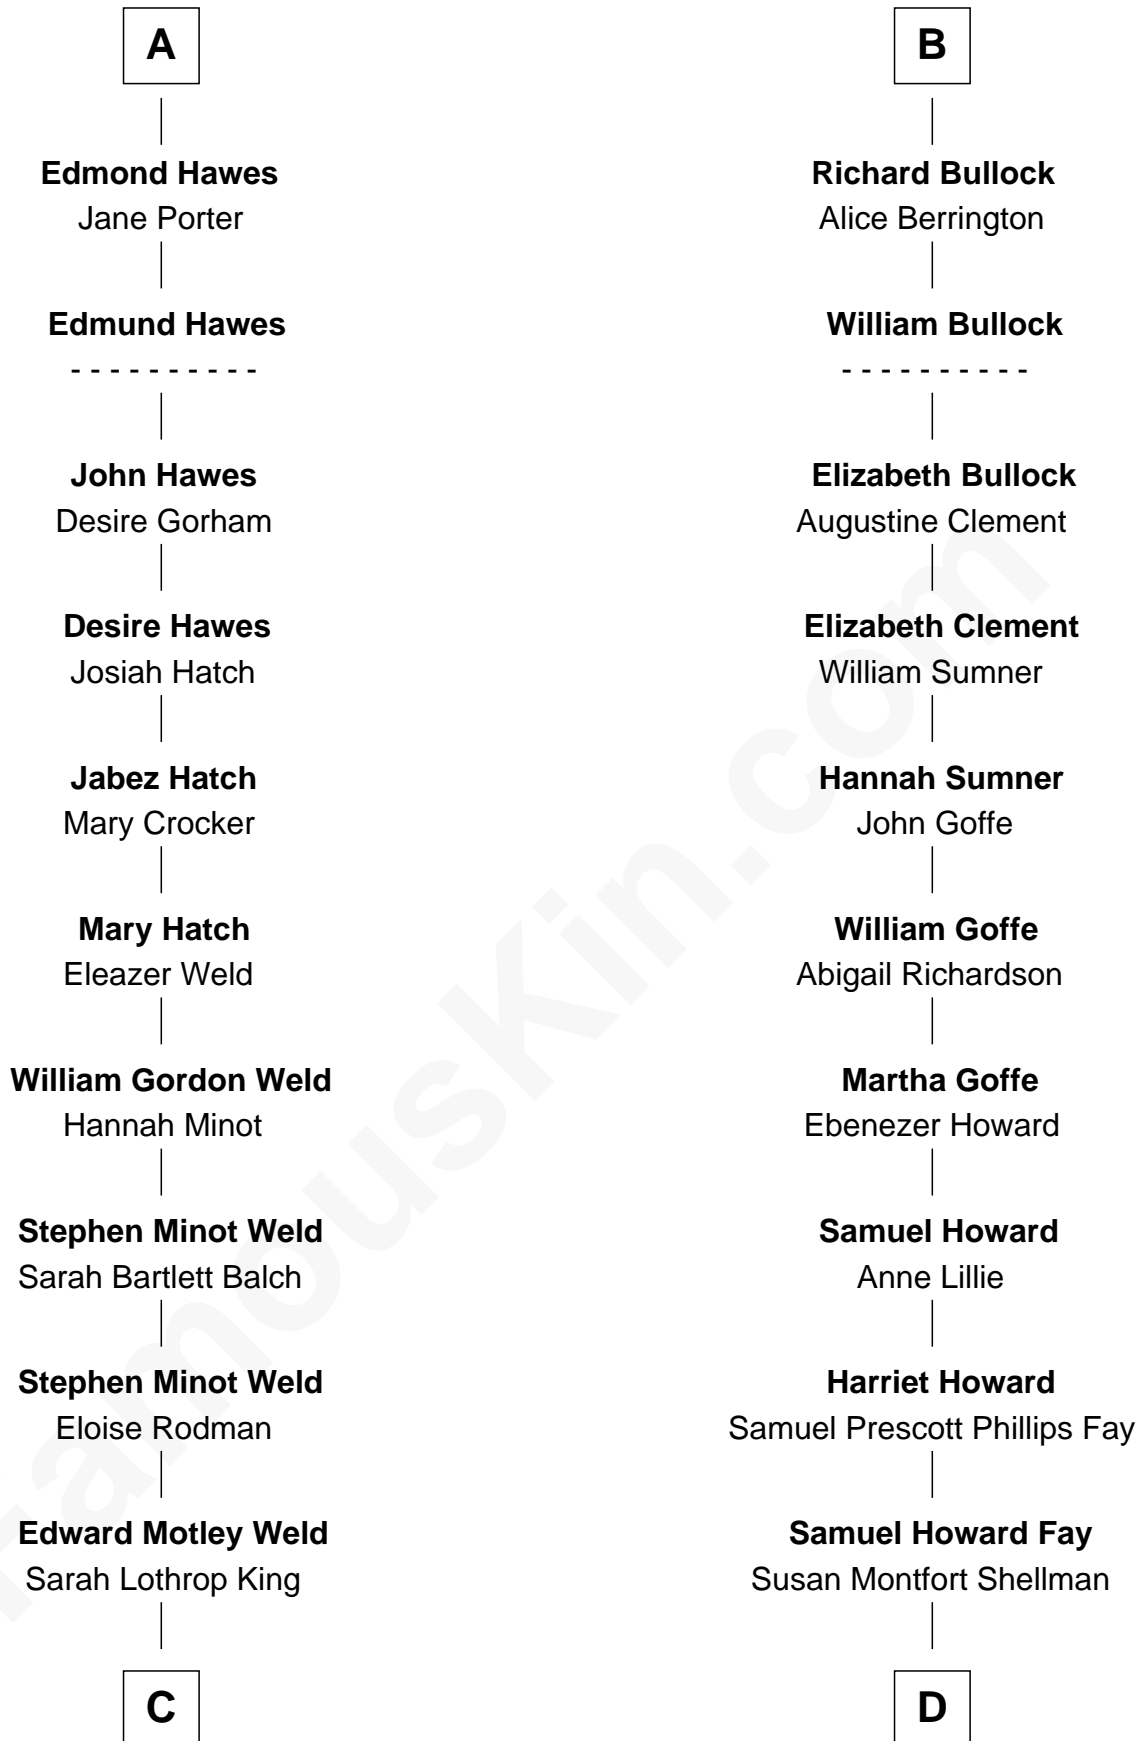 A
Edmond Hawes
Jane Porter
Edmund Hawes
- - - - - - - - - -
John Hawes
Desire Gorham
Desire Hawes
Josiah Hatch
Jabez Hatch
Mary Crocker
Mary Hatch
Eleazer Weld
William Gordon Weld
Hannah Minot
Stephen Minot Weld
Sarah Bartlett Balch
Stephen Minot Weld
Eloise Rodman
Edward Motley Weld
Sarah Lothrop King
C
B
Richard Bullock
Alice Berrington
William Bullock
- - - - - - - - - -
Elizabeth Bullock
Augustine Clement
Elizabeth Clement
William Sumner
Hannah Sumner
John Goffe
William Goffe
Abigail Richardson
Martha Goffe
Ebenezer Howard
Samuel Howard
Anne Lillie
Harriet Howard
Samuel Prescott Phillips Fay
Samuel Howard Fay
Susan Montfort Shellman
D
FamousKin.com